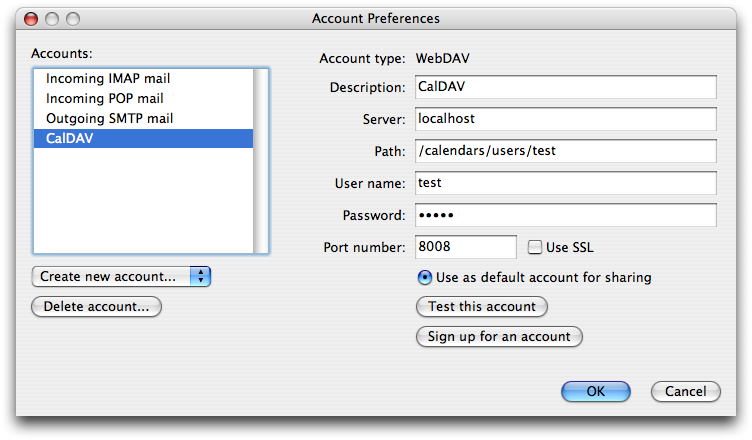 Account Preferences
Accounts:
Incoming IMAP mail
Incoming POP mail
Outgoing SMTP mail
CalDAV
Create new account...
Delete account...
Account type: WebDAV
Description: CalDAV
Server: localhost
Path: /calendars/users/test
User name: test
Password: •••••
Port number: 8008 Use SSL
Use as default account for sharing
Test this account
Sign up for an account
OK Cancel